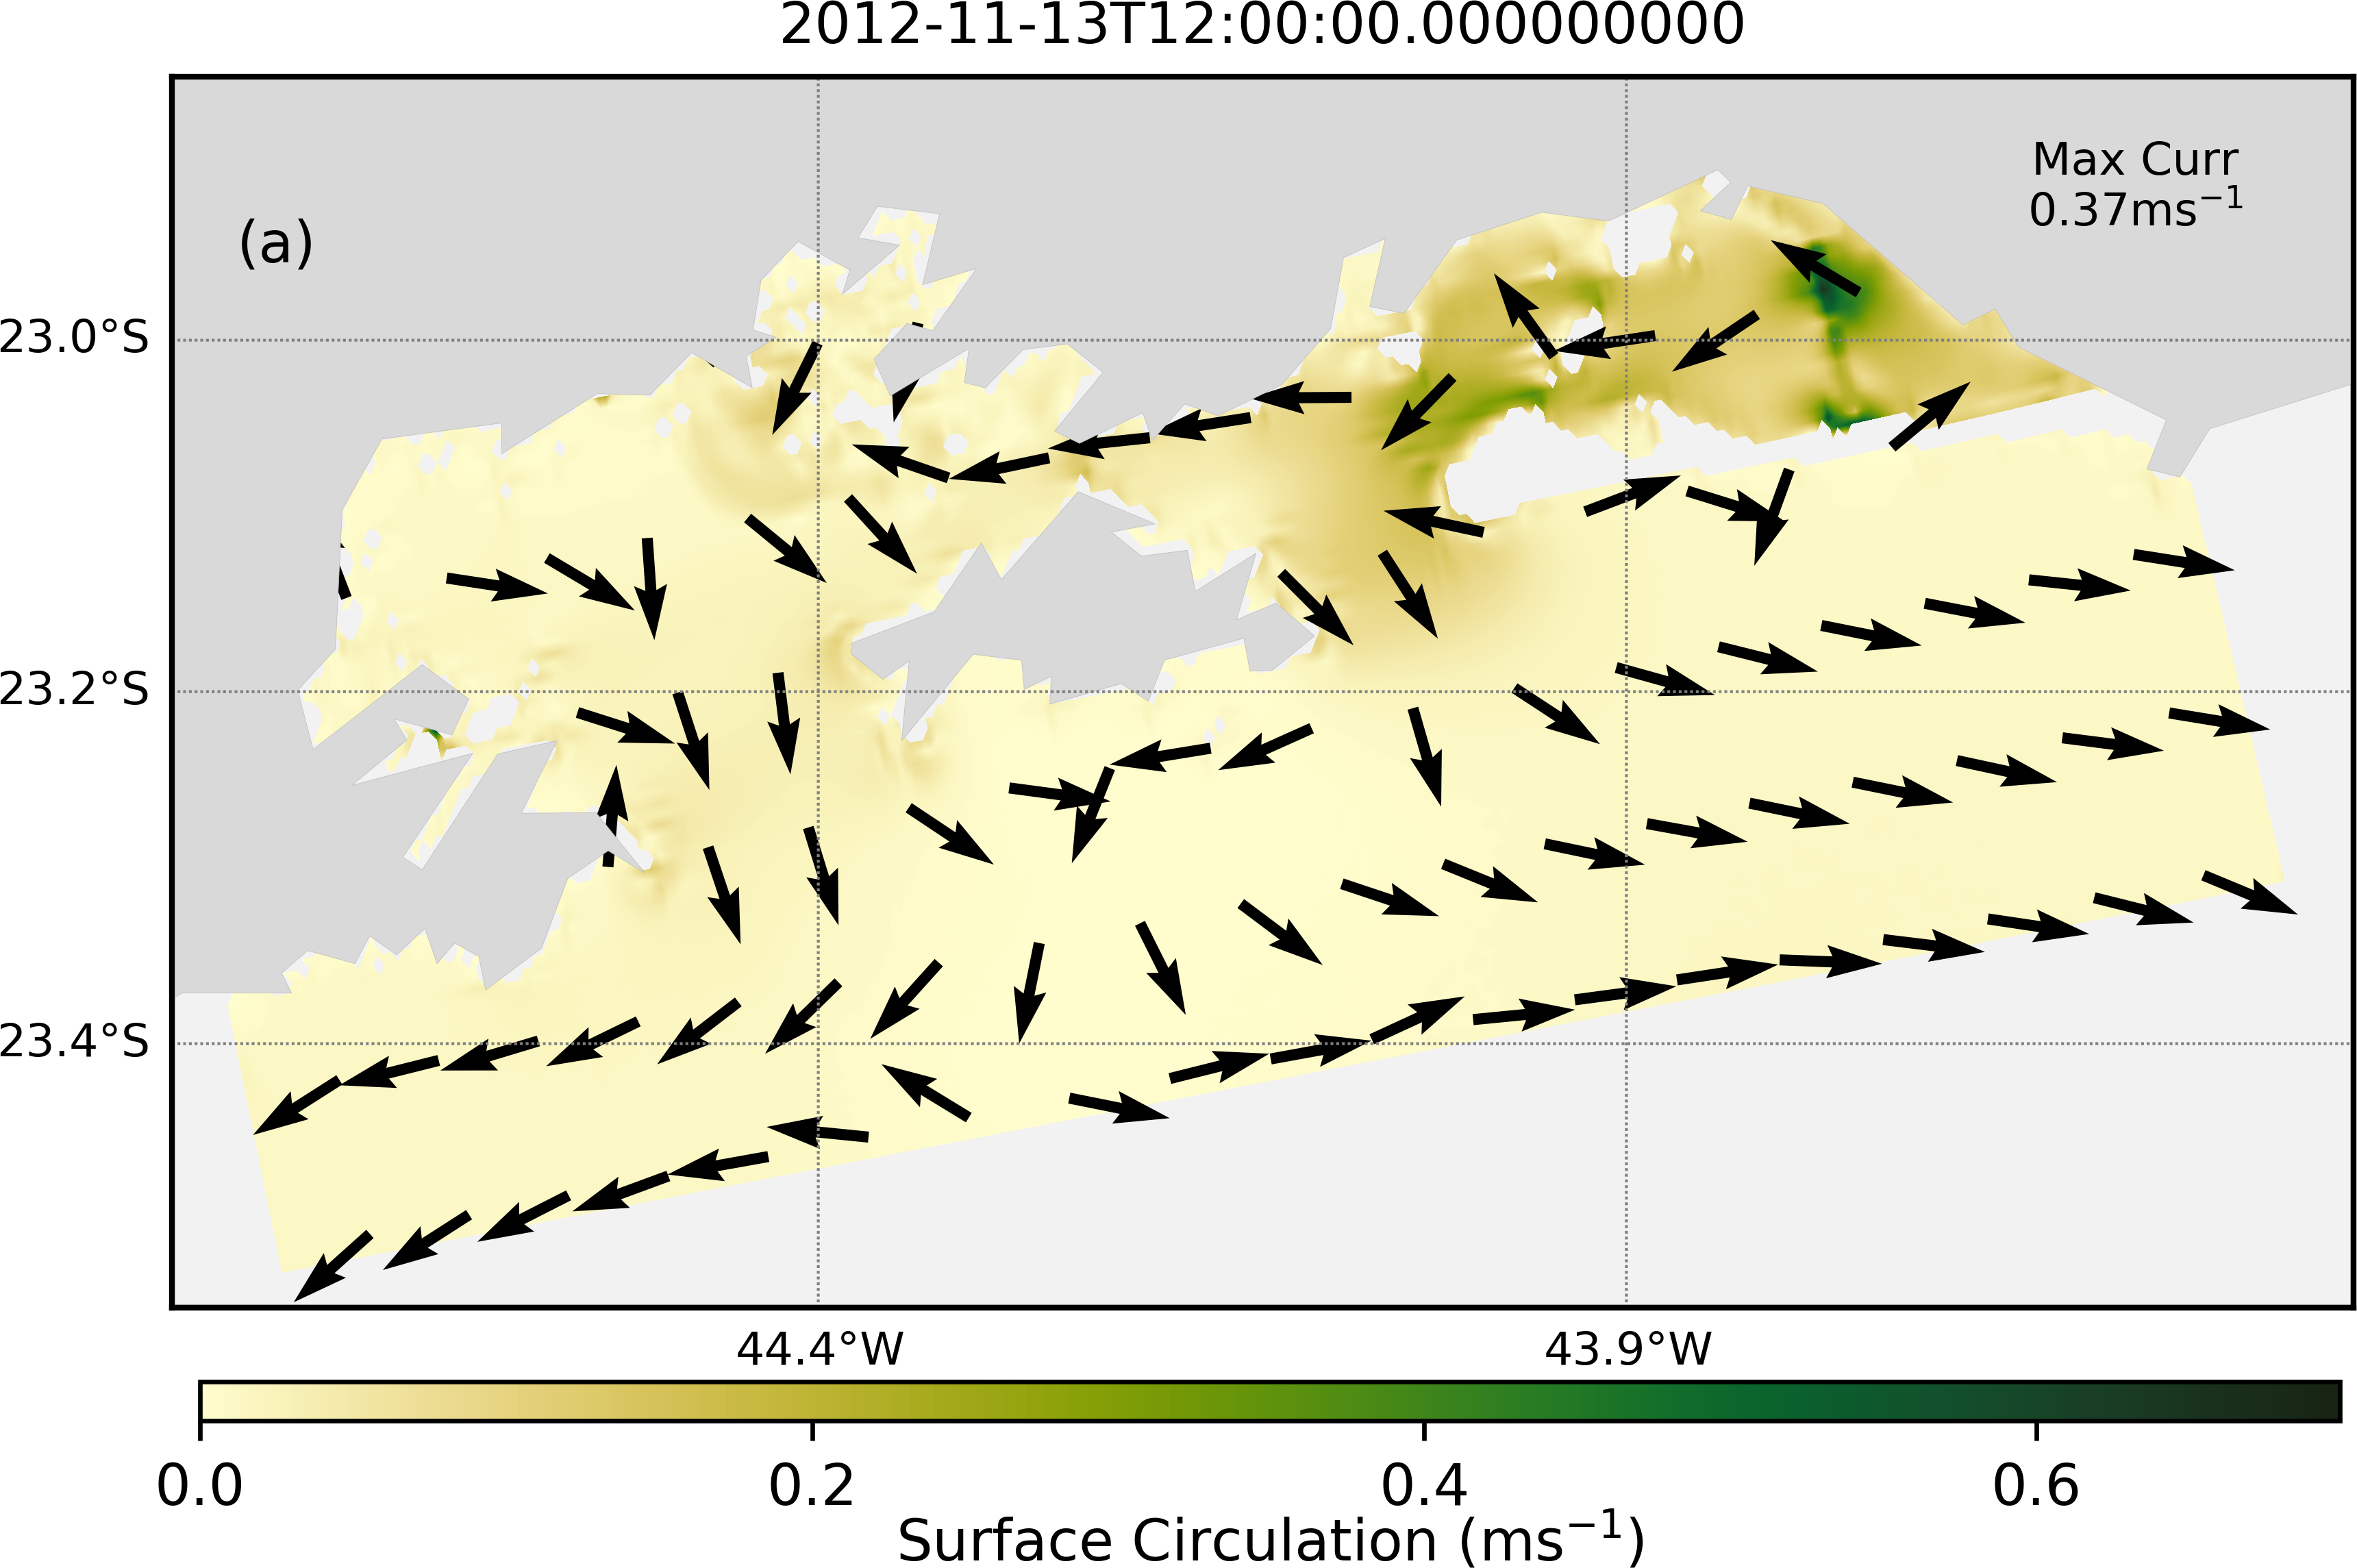 2012-11-13T12:00:00.000000000
Max Curr
0.37ms⁻¹
(a)
23.0°S
23.2°S
23.4°S
44.4°W 43.9°W
0.0 0.2 0.4 0.6
Surface Circulation (ms⁻¹)